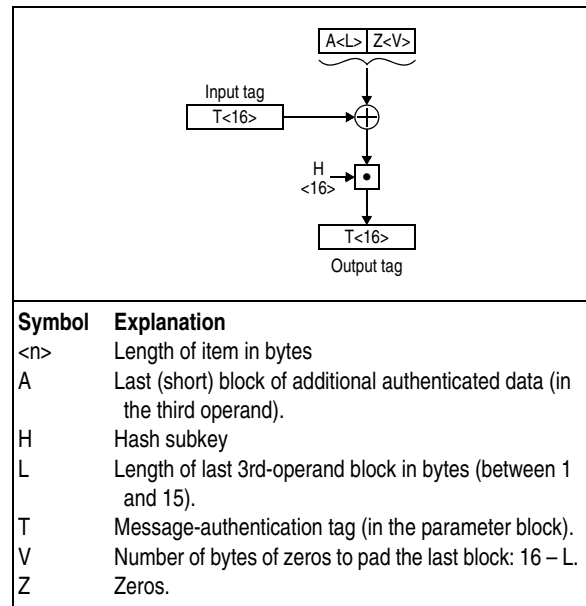 A<L> Z<V>
Input tag
T<16>
H
<16>
T<16>
Output tag
Symbol Explanation
<n> Length of item in bytes
A Last (short) block of additional authenticated data (in
the third operand).
H Hash subkey
L Length of last 3rd-operand block in bytes (between 1
and 15).
T Message-authentication tag (in the parameter block).
V Number of bytes of zeros to pad the last block: 16 – L.
Z Zeros.